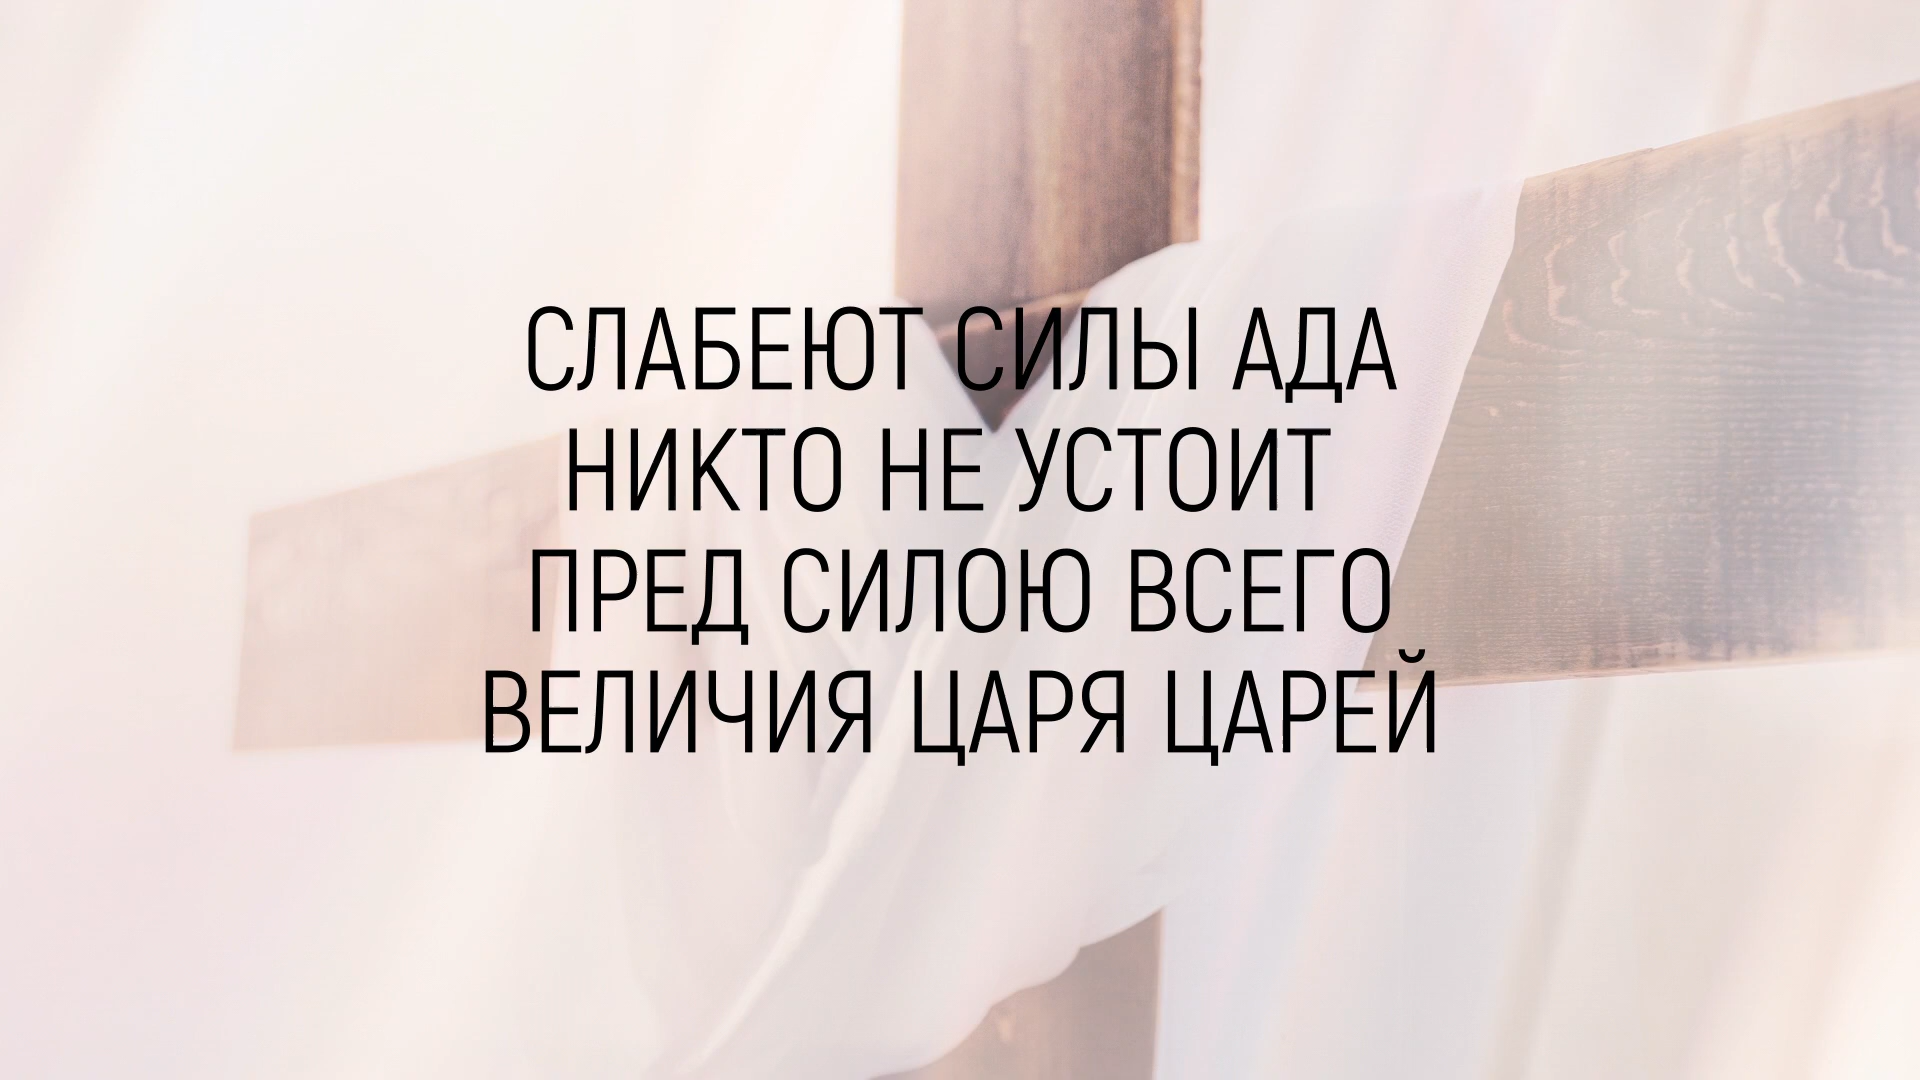 СЛАБЕЮТ СИЛЫ АДА
НИКТО НЕ УСТОИТ
ПРЕД СИЛОЮ ВСЕГО
ВЕЛИЧИЯ ЦАРЯ ЦАРЕЙ